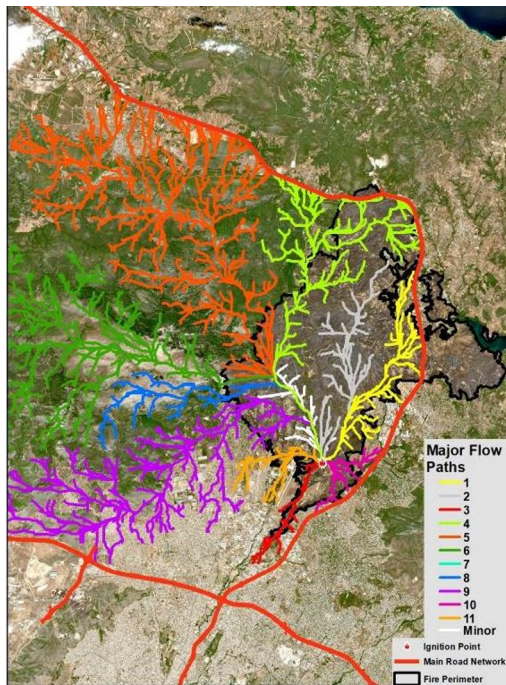 Major Flow
Paths
1
2
3
4
5
6
7
8
9
10
11
Minor
Ignition Point
Main Road Network
Fire Perimeter